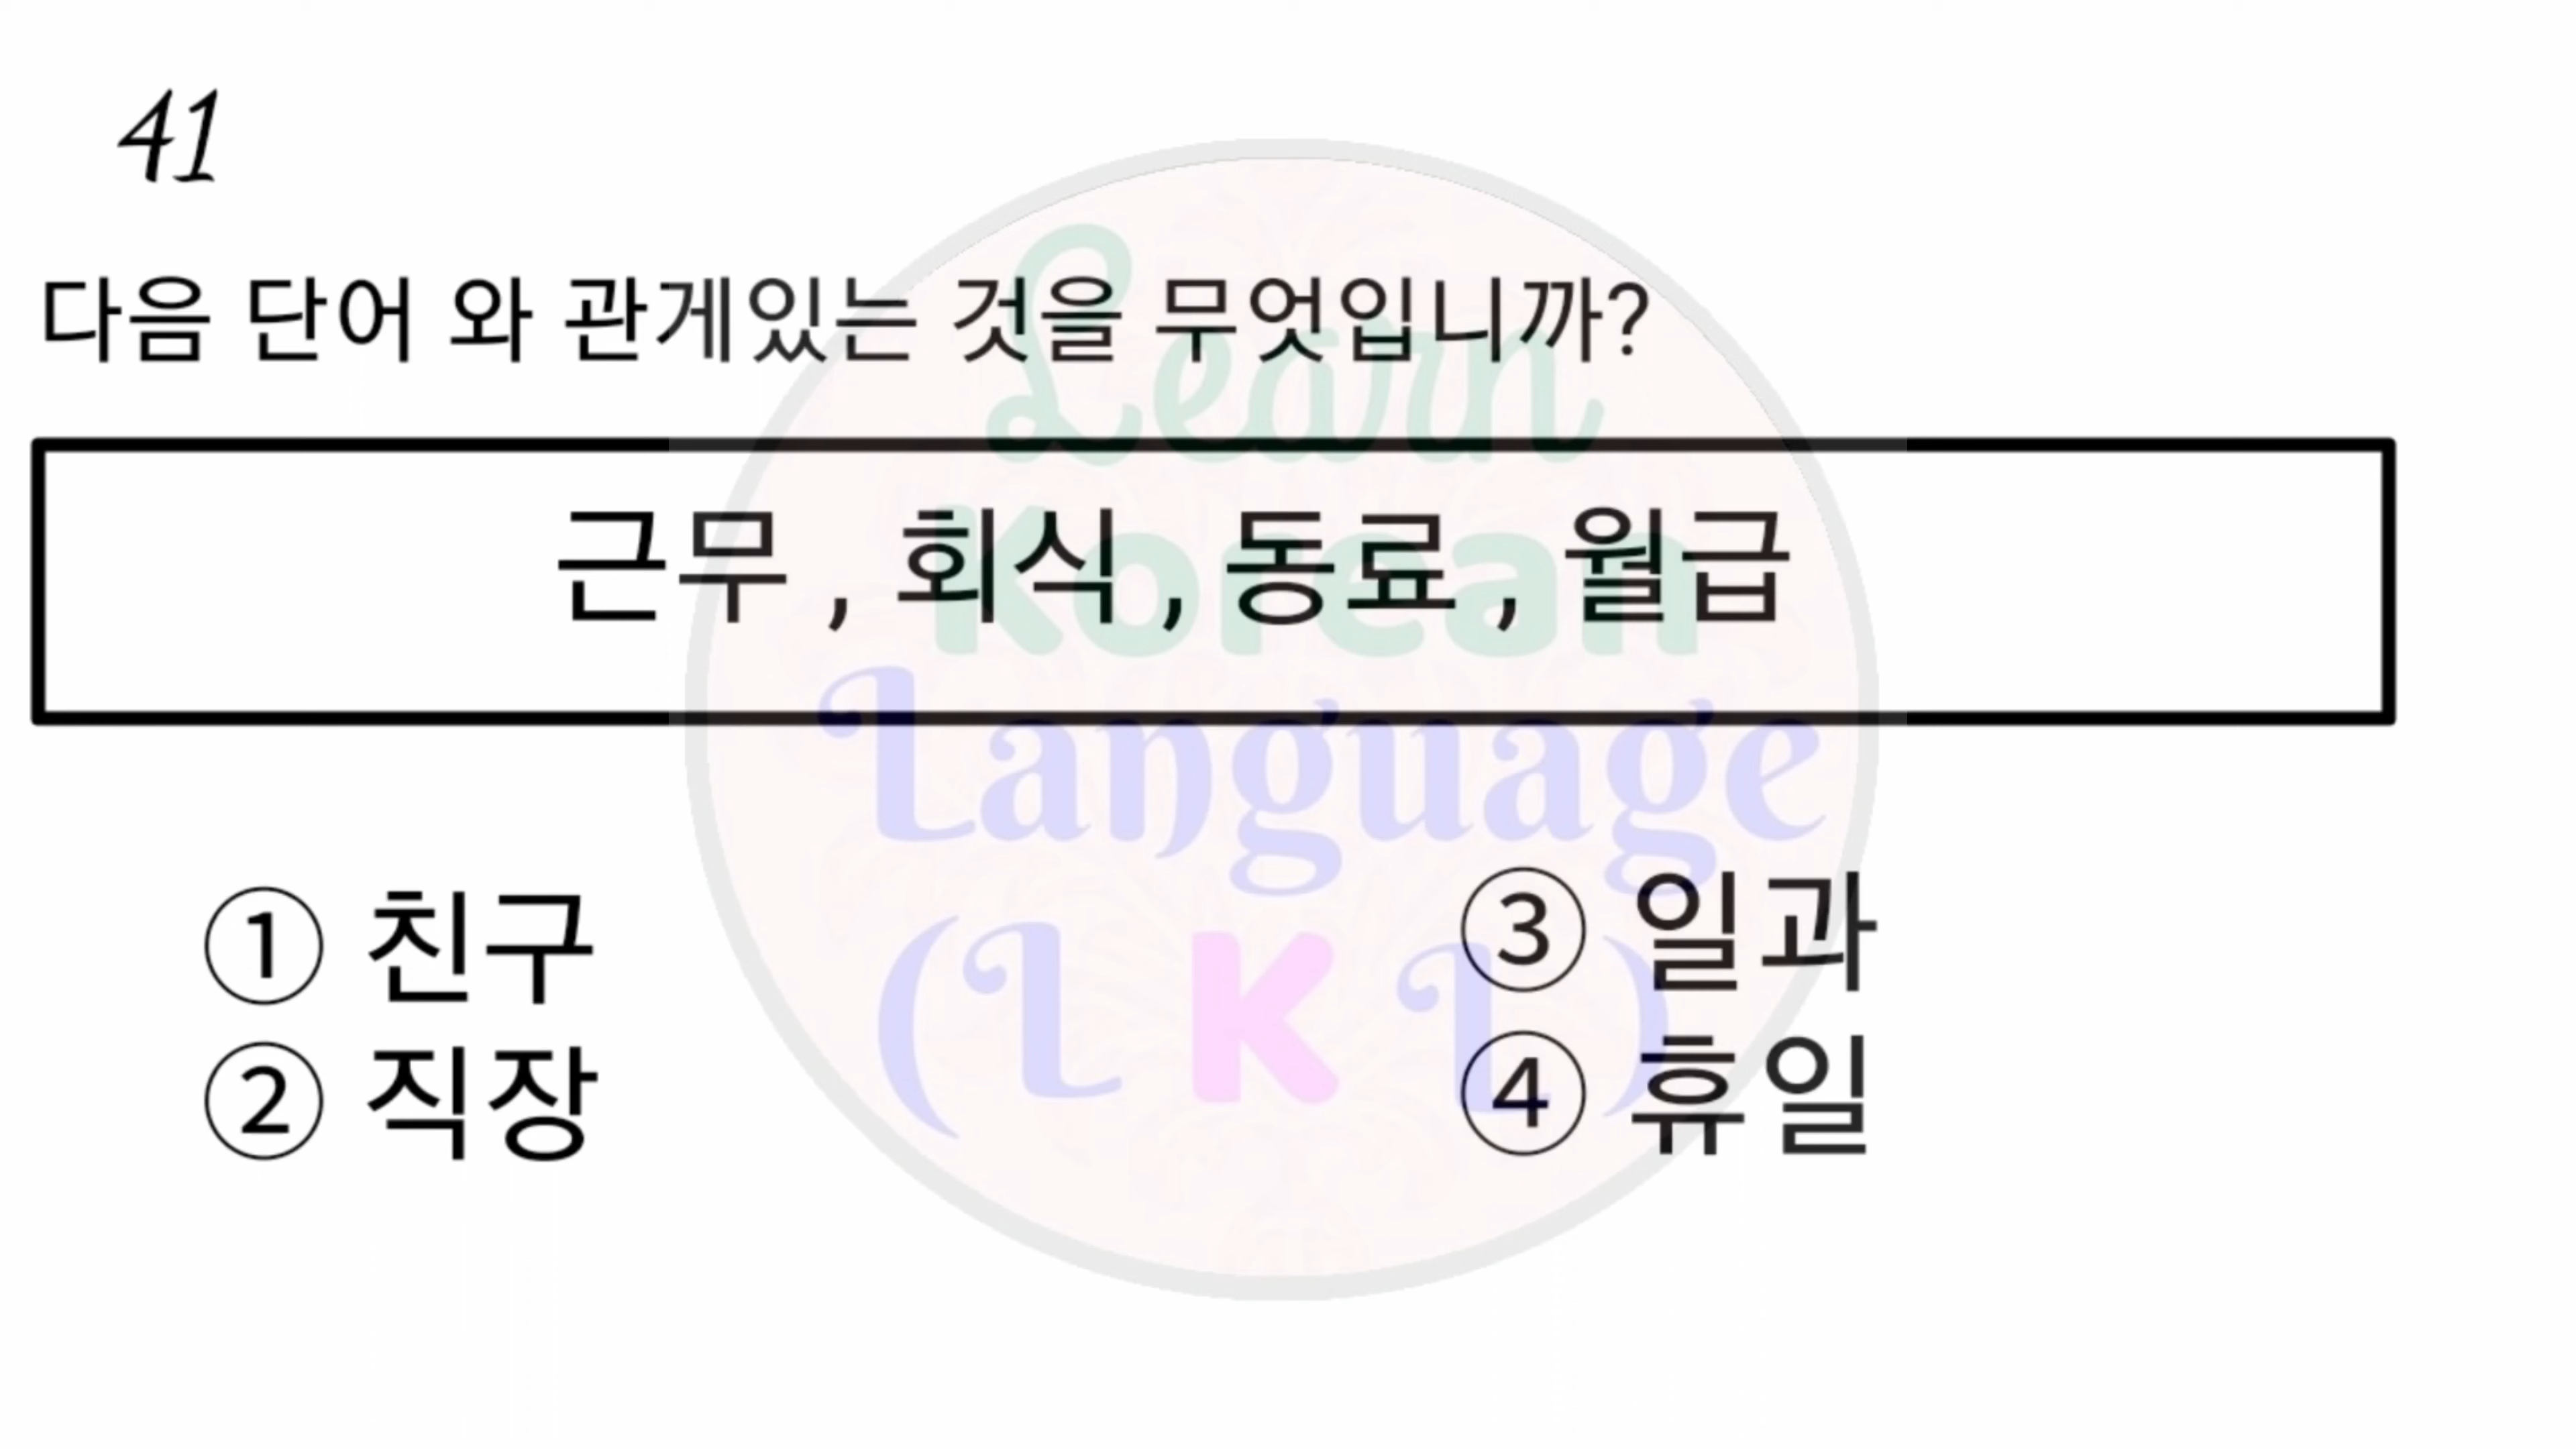 41
다음 단어 와 관게있는 것을 무엇입니까?
근무 , 회식 , 동료 , 월급
① 친구
② 직장
③ 일과
④ 휴일
Learn
Korean
Language
(L K L)